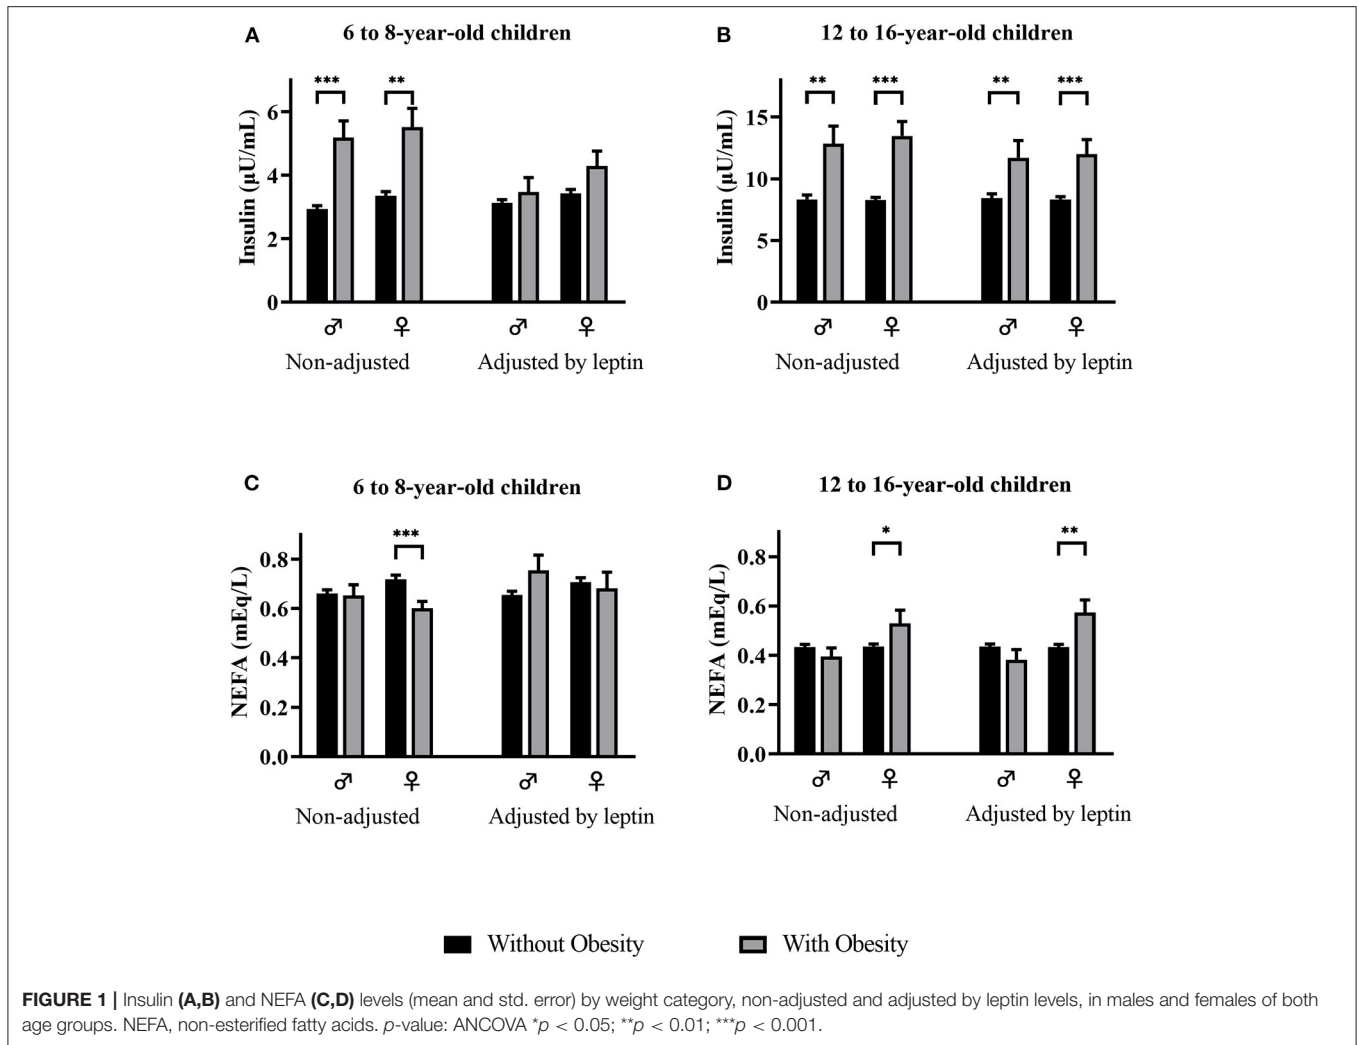 A 6 to 8-year-old children
*** **
Insulin (µU/mL)
6
4
2
0
♂ ♀ ♂ ♀
Non-adjusted Adjusted by leptin
B 12 to 16-year-old children
** *** ** ***
Insulin (µU/mL)
15
10
5
0
♂ ♀ ♂ ♀
Non-adjusted Adjusted by leptin
C 6 to 8-year-old children
***
NEFA (mEq/L)
0.8
0.6
0.4
0.2
0.0
♂ ♀ ♂ ♀
Non-adjusted Adjusted by leptin
D 12 to 16-year-old children
* **
NEFA (mEq/L)
0.8
0.6
0.4
0.2
0.0
♂ ♀ ♂ ♀
Non-adjusted Adjusted by leptin
Without Obesity With Obesity
FIGURE 1 | Insulin (A,B) and NEFA (C,D) levels (mean and std. error) by weight category, non-adjusted and adjusted by leptin levels, in males and females of both
age groups. NEFA, non-esterified fatty acids. p-value: ANCOVA *p < 0.05; **p < 0.01; ***p < 0.001.